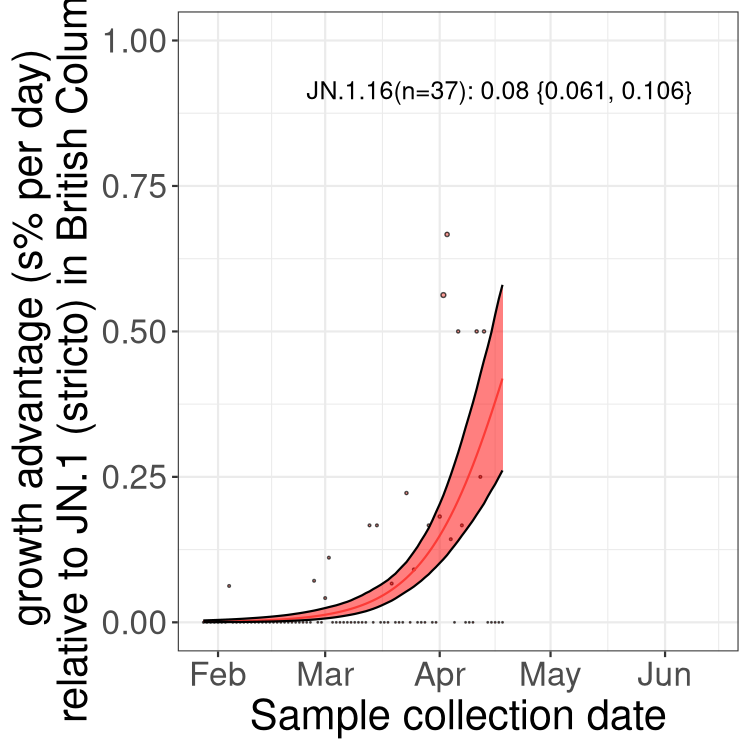 growth advantage (s% per day)
relative to JN.1 (stricto) in British Colum
1.00
0.75
0.50
0.25
0.00
JN.1.16(n=37): 0.08 {0.061, 0.106}
Feb Mar Apr May Jun
Sample collection date